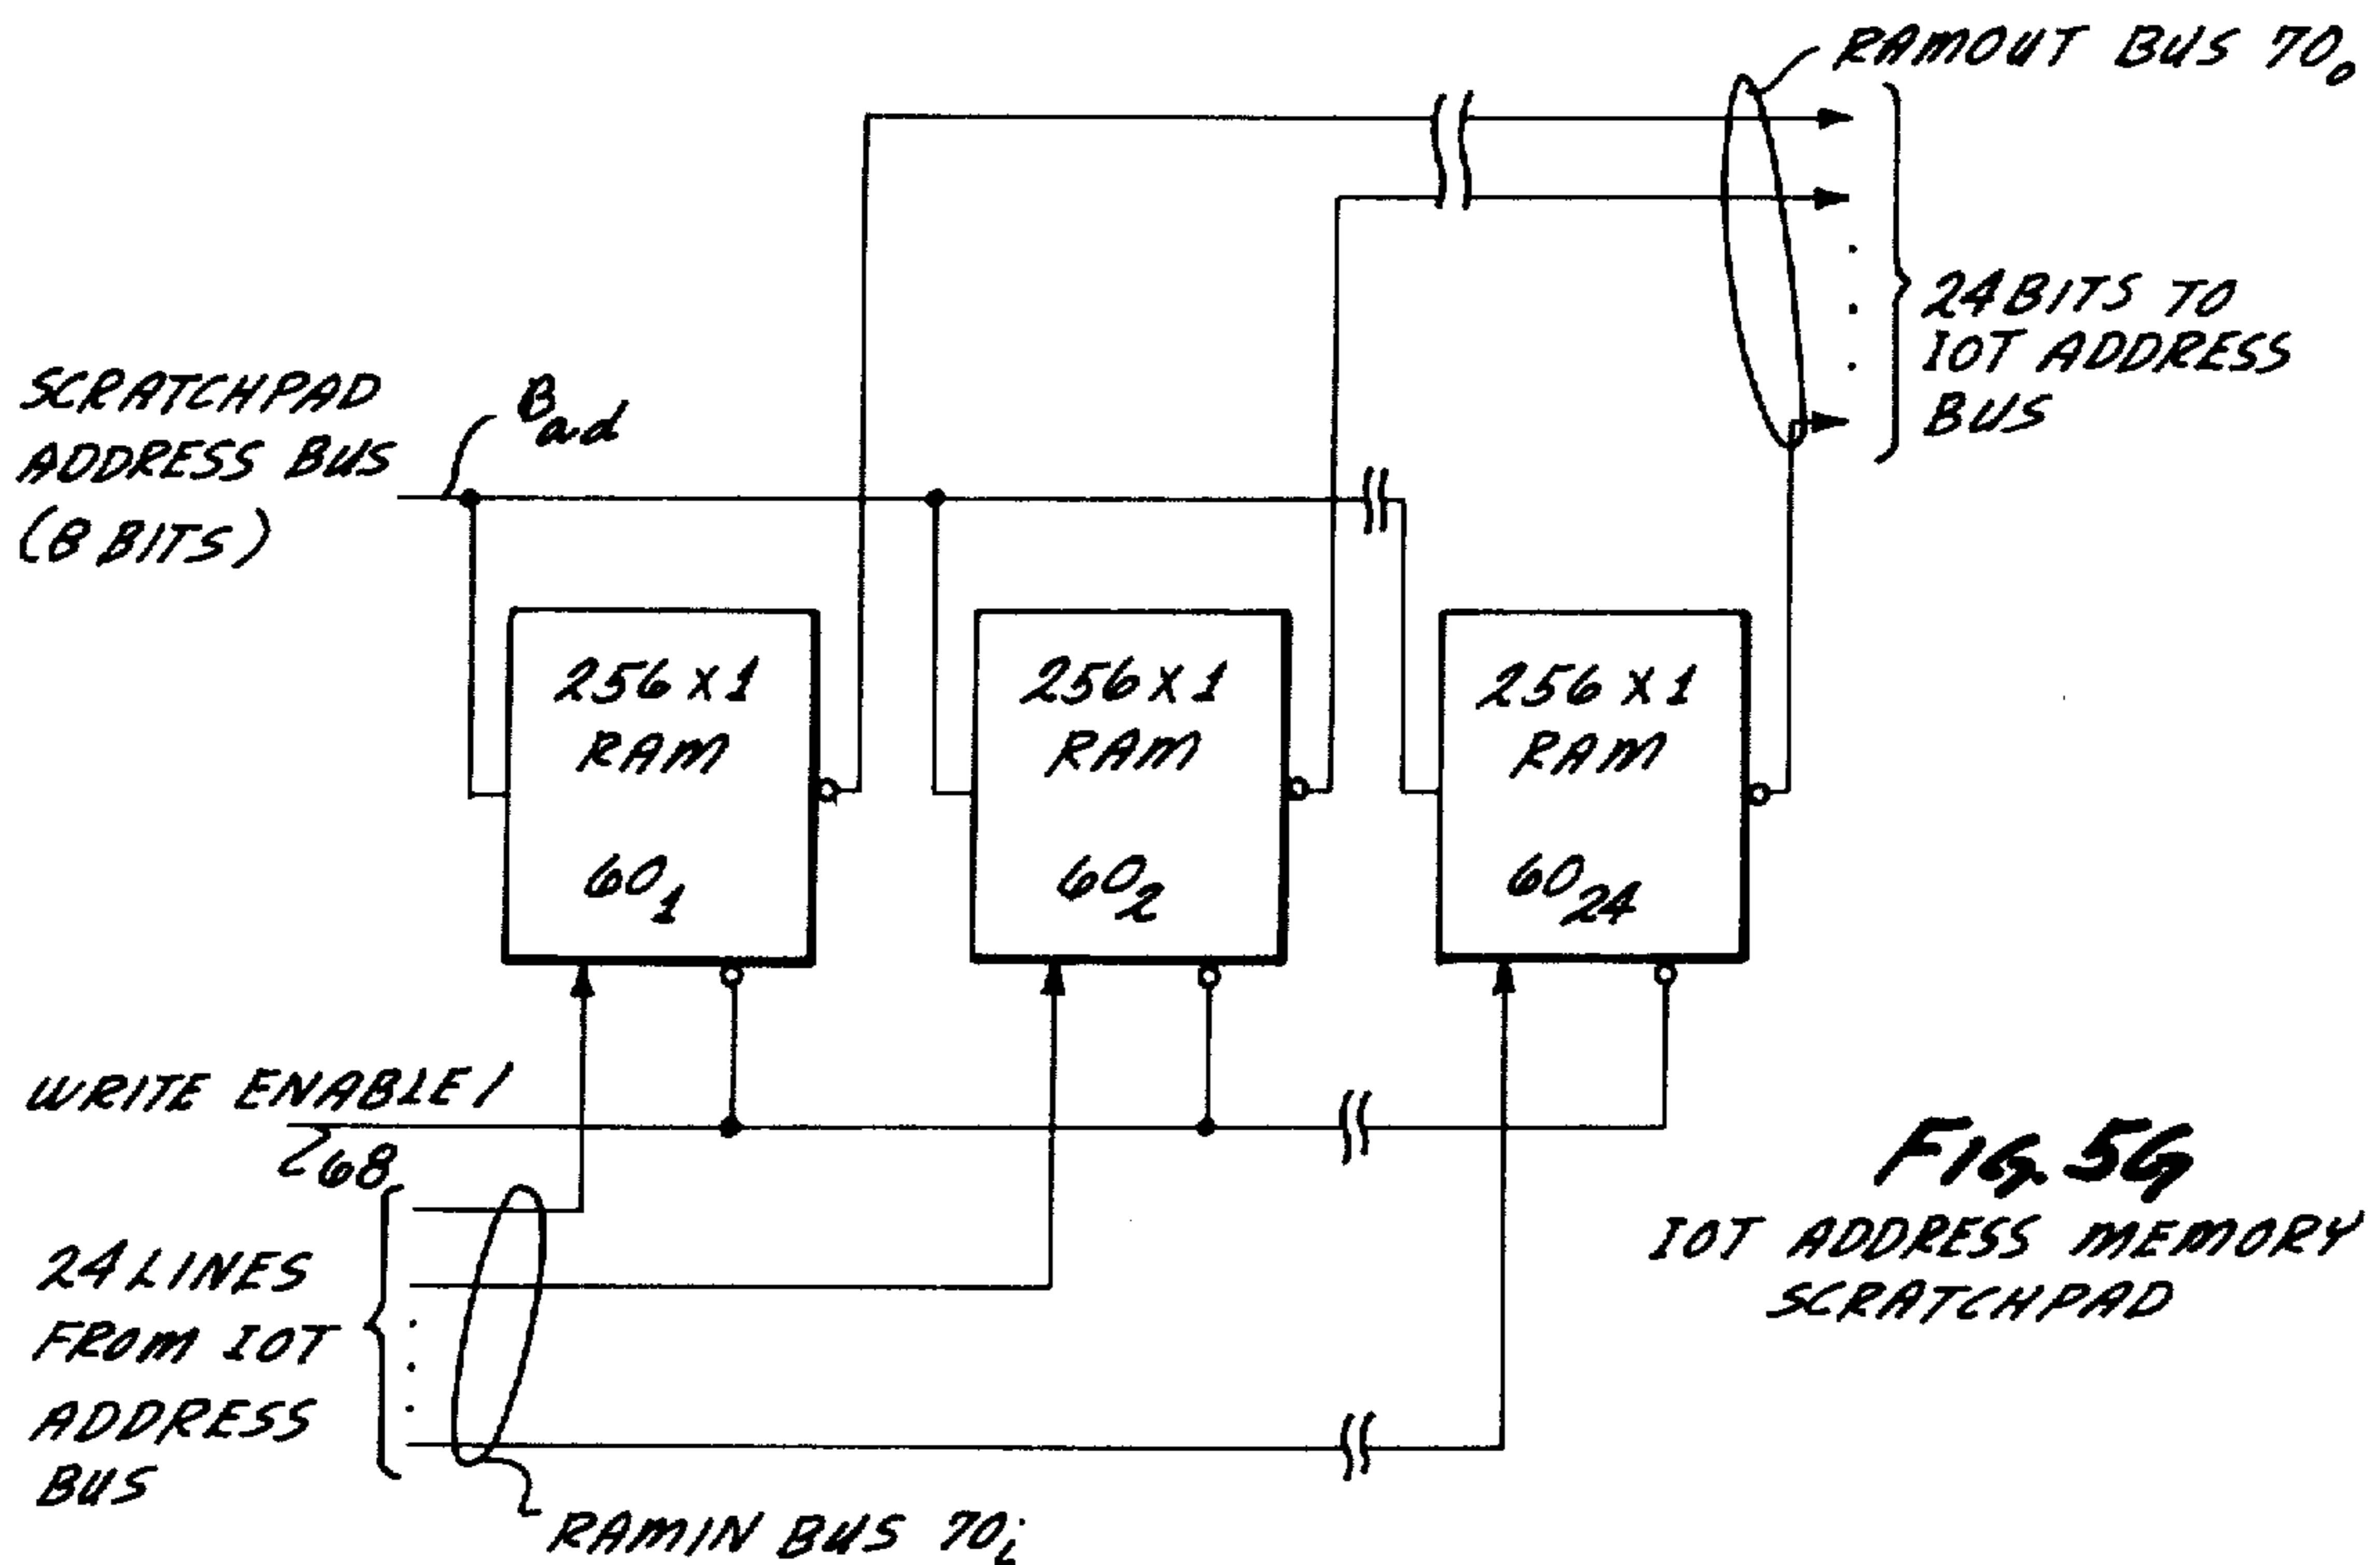 RAMOUT BUS 70o
24 BITS TO
IOT ADDRESS
BUS
SCRATCHPAD
ADDRESS BUS
(8 BITS)
Bad
256 x 1
RAM
60₁
256 x 1
RAM
60₂
256 x 1
RAM
60₂₄
WRITE ENABLE /
68
24 LINES
FROM IOT
ADDRESS
BUS
RAMIN BUS 70i
FIG. 5G
IOT ADDRESS MEMORY
SCRATCHPAD